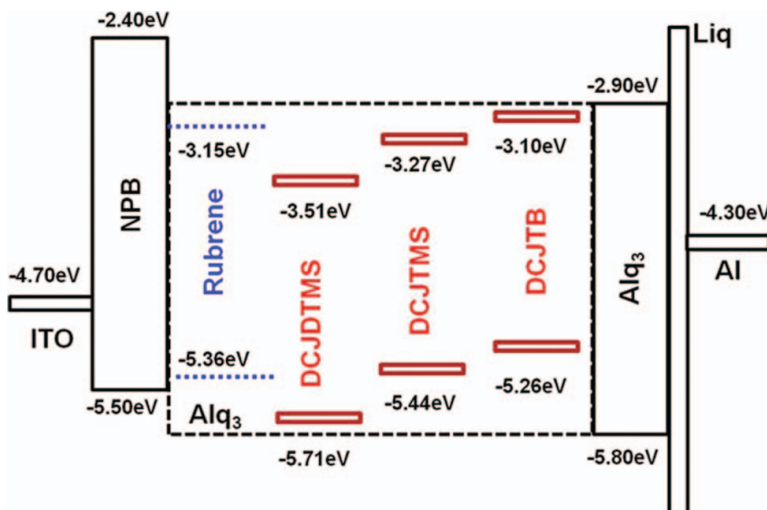 -2.40eV
Liq
-2.90eV
-3.15eV
-3.27eV
-3.10eV
-3.51eV
NPB
Rubrene
DCJDTMS
DCJTMS
DCJTB
Alq3
-4.30eV
Al
-4.70eV
ITO
-5.36eV
-5.26eV
-5.50eV
Alq3
-5.44eV
-5.71eV
-5.80eV